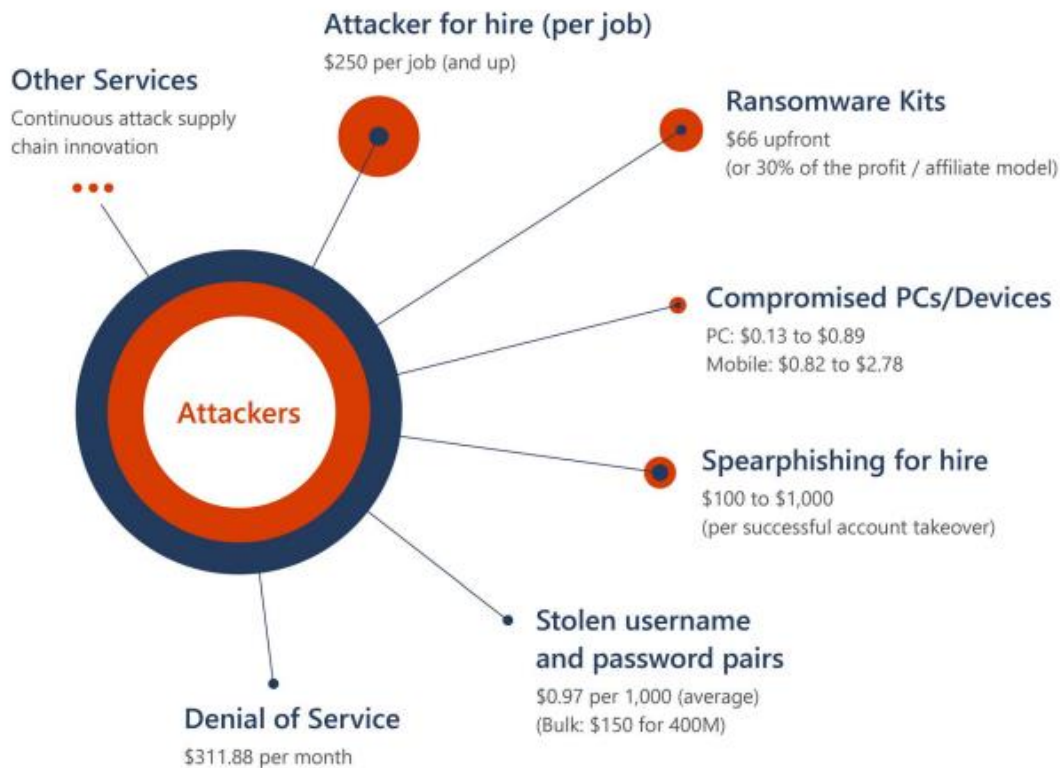 Attacker for hire (per job)
$250 per job (and up)
Other Services
Continuous attack supply
chain innovation
Ransomware Kits
$66 upfront
(or 30% of the profit / affiliate model)
Compromised PCs/Devices
PC: $0.13 to $0.89
Mobile: $0.82 to $2.78
Attackers
Spearphishing for hire
$100 to $1,000
(per successful account takeover)
Stolen username
and password pairs
$0.97 per 1,000 (average)
(Bulk: $150 for 400M)
Denial of Service
$311.88 per month